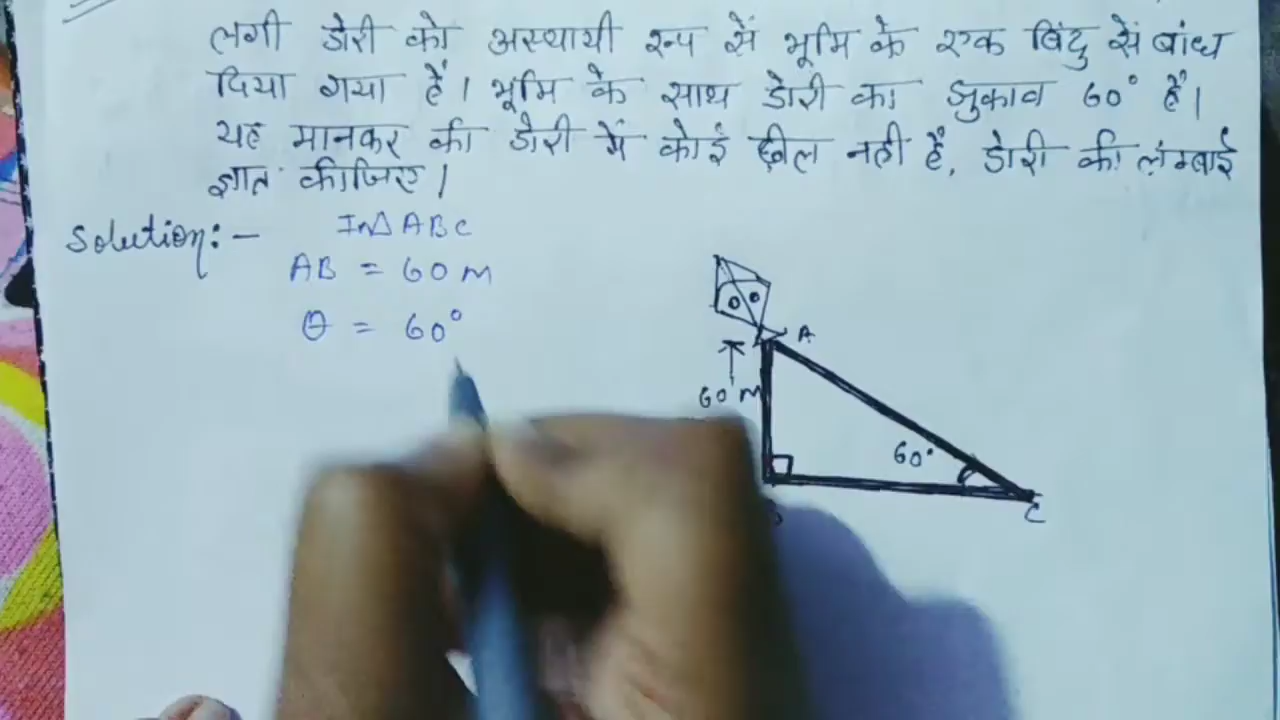 लगी डोरी को अस्थायी रूप सें भूमि के एक बिंदु सें बांध
दिया गया हैं। भूमि के साथ डोरी का झुकाव 60° हैं।
यह मानकर की डोरी में कोई ढ़ील नही हैं, डोरी की लंम्बाई
ज्ञात कीजिए।
Solution:-
In∆ ABC
AB = 60 M
θ = 60°
A
60 M
60°
C